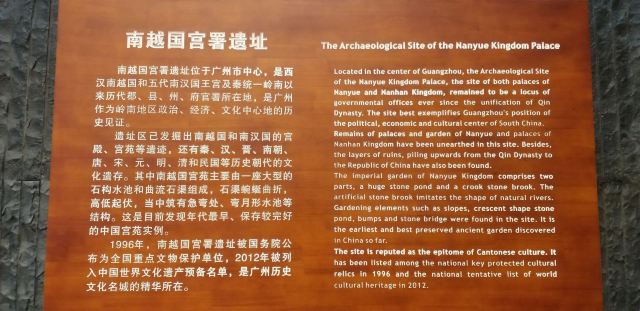 南越国宫署遗址
南越国宫署遗址位于广州市中心，是西
汉南越国和五代南汉国王宫及秦统一岭南以
来历代郡、县、州、府官署所在地，是广州
作为岭南地区政治、经济、文化中心地的历
史见证。
遗址区已发掘出南越国和南汉国的宫
殿、宫苑等遗迹，还有秦、汉、晋、南朝、
唐、宋、元、明、清和民国等历史朝代的文
化遗存。其中南越国宫苑主要由一座大型的
石构水池和曲流石渠组成，石渠蜿蜒曲折，
高低起伏，当中筑有急弯处、弯月形水池等
结构。这是目前发现年代最早、保存较完好
的中国宫苑实例。
1996年，南越国宫署遗址被国务院公
布为全国重点文物保护单位，2012年被列
入中国世界文化遗产预备名单，是广州历史
文化名城的精华所在。
The Archaeological Site of the Nanyue Kingdom Palace
Located in the center of Guangzhou, the Archaeological Site
of the Nanyue Kingdom Palace, the site of both palaces of
Nanyue and Nanhan Kingdom, remained to be a locus of
governmental offices ever since the unification of Qin
Dynasty. The site best exemplifies Guangzhou's position of
the political, economic and cultural center of South China.
Remains of palaces and garden of Nanyue and palaces of
Nanhan Kingdom have been unearthed in this site. Besides,
the layers of ruins, piling upwards from the Qin Dynasty to
the Republic of China have also been found.
The imperial garden of Nanyue Kingdom comprises two
parts, a huge stone pond and a crook stone brook. The
artificial stone brook imitates the shape of natural rivers.
Gardening elements such as slopes, crescent shape stone
pond, bumps and stone bridge were found in the site. It is
the earliest and best preserved ancient garden discovered
in China so far.
The site is reputed as the epitome of Cantonese culture. It
has been listed among the national key protected cultural
relics in 1996 and the national tentative list of world
cultural heritage in 2012.